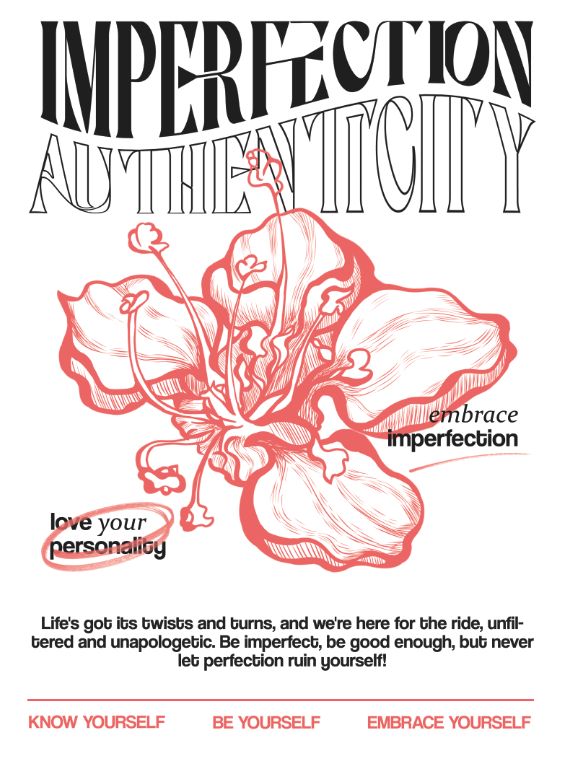 IMPERFECTION
AUTHENTICITY
embrace
imperfection
love your
personality
Life's got its twists and turns, and we're here for the ride, unfil-
tered and unapologetic. Be imperfect, be good enough, but never
let perfection ruin yourself!
KNOW YOURSELF BE YOURSELF EMBRACE YOURSELF